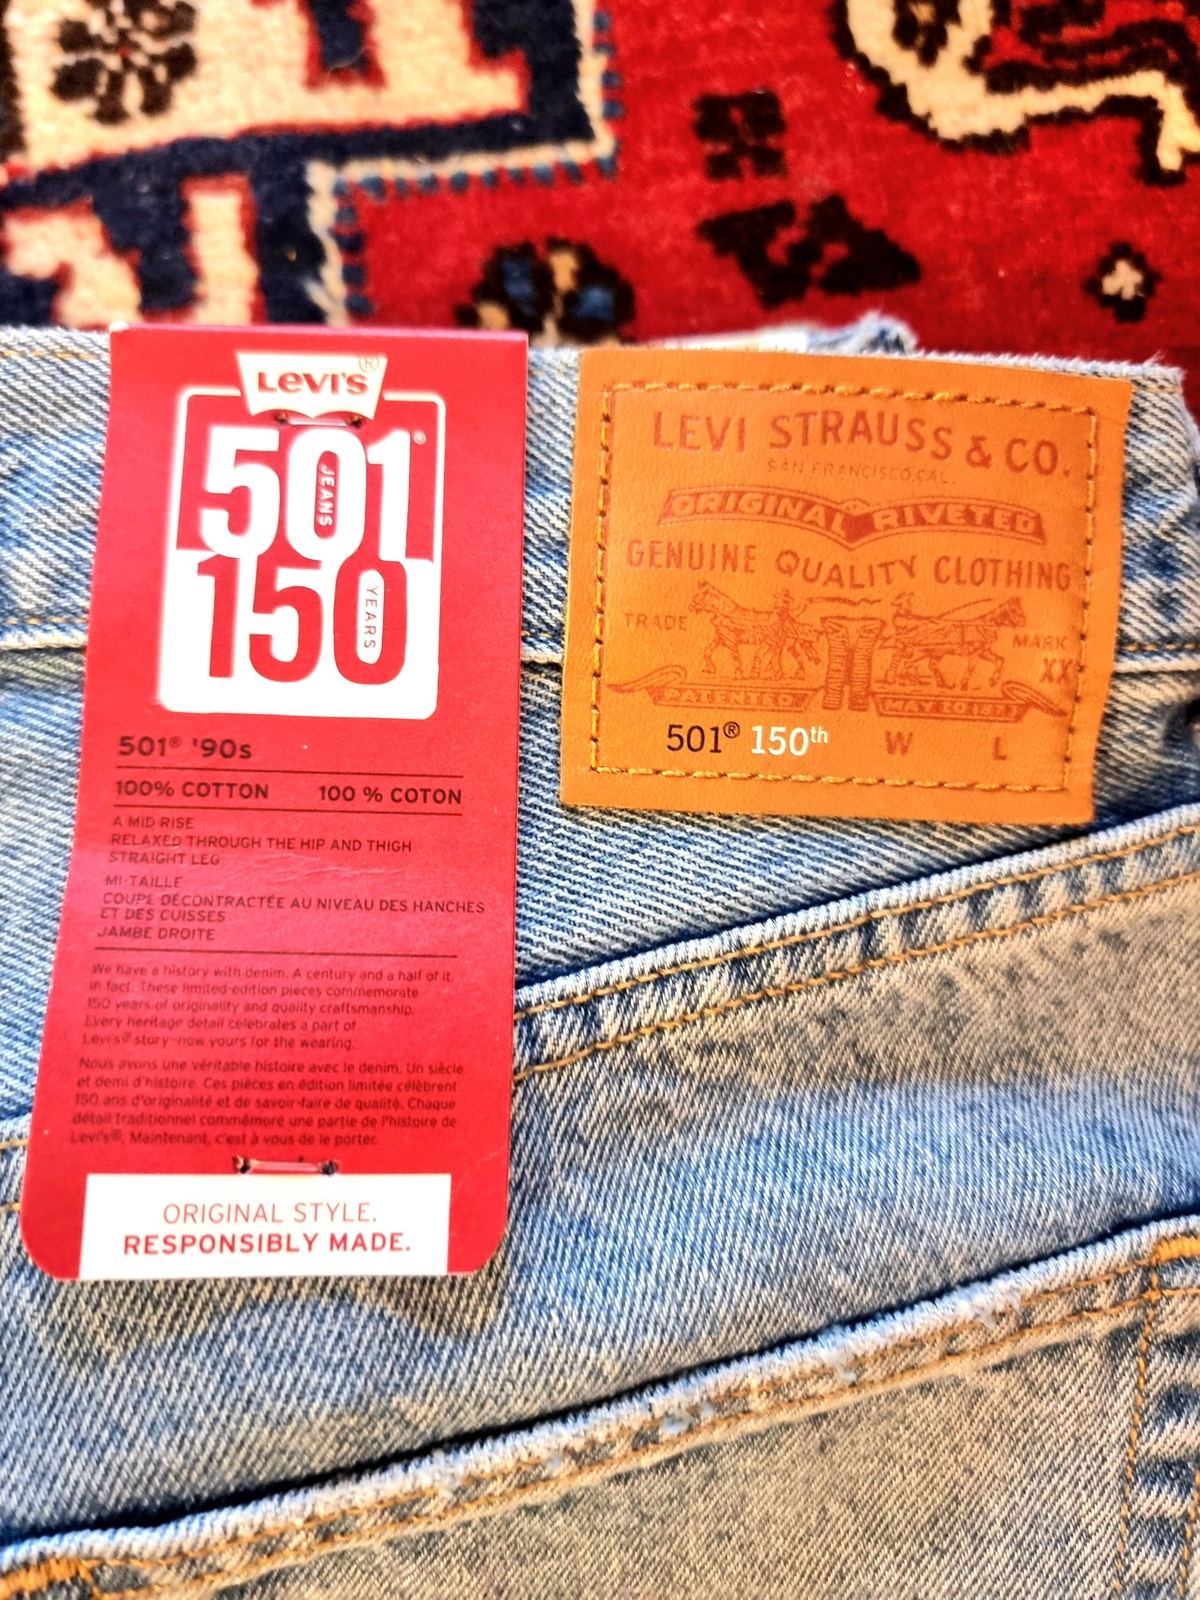 LEVI'S®
501®
JEANS
150
YEARS
501® '90s
100% COTTON 100 % COTON
A MID RISE
RELAXED THROUGH THE HIP AND THIGH
STRAIGHT LEG
MI-TAILLE
COUPE DÉCONTRACTÉE AU NIVEAU DES HANCHES
ET DES CUISSES
JAMBE DROITE
We have a history with denim. A century and a half of it,
in fact. These limited-edition pieces commemorate
150 years of originality and quality craftsmanship.
Every heritage detail celebrates a part of
Levi's® story—now yours for the wearing.
Nous avons une véritable histoire avec le denim. Un siècle
et demi d'histoire. Ces pièces en édition limitée célèbrent
150 ans d'originalité et de savoir-faire de qualité. Chaque
détail traditionnel commémore une partie de l'histoire de
Levi's®. Maintenant, c'est à vous de le porter.
ORIGINAL STYLE.
RESPONSIBLY MADE.
LEVI STRAUSS & CO.
SAN FRANCISCO, CAL.
ORIGINAL RIVETED
GENUINE QUALITY CLOTHING
TRADE MARK
XX
PATENTED MAY 20 1873
501® 150th W L